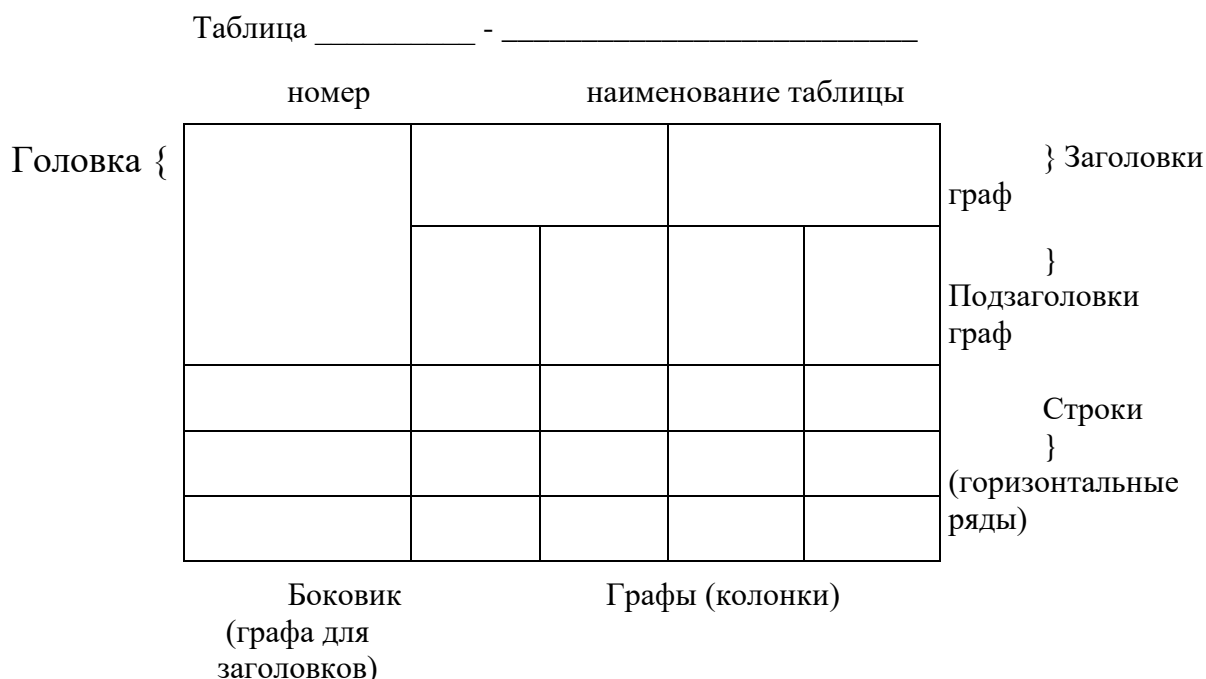 Таблица __________ - __________________________
номер наименование таблицы
Головка {
} Заголовки
граф
}
Подзаголовки
граф
Строки
}
(горизонтальные
ряды)
Боковик Графы (колонки)
(графа для
заголовков)